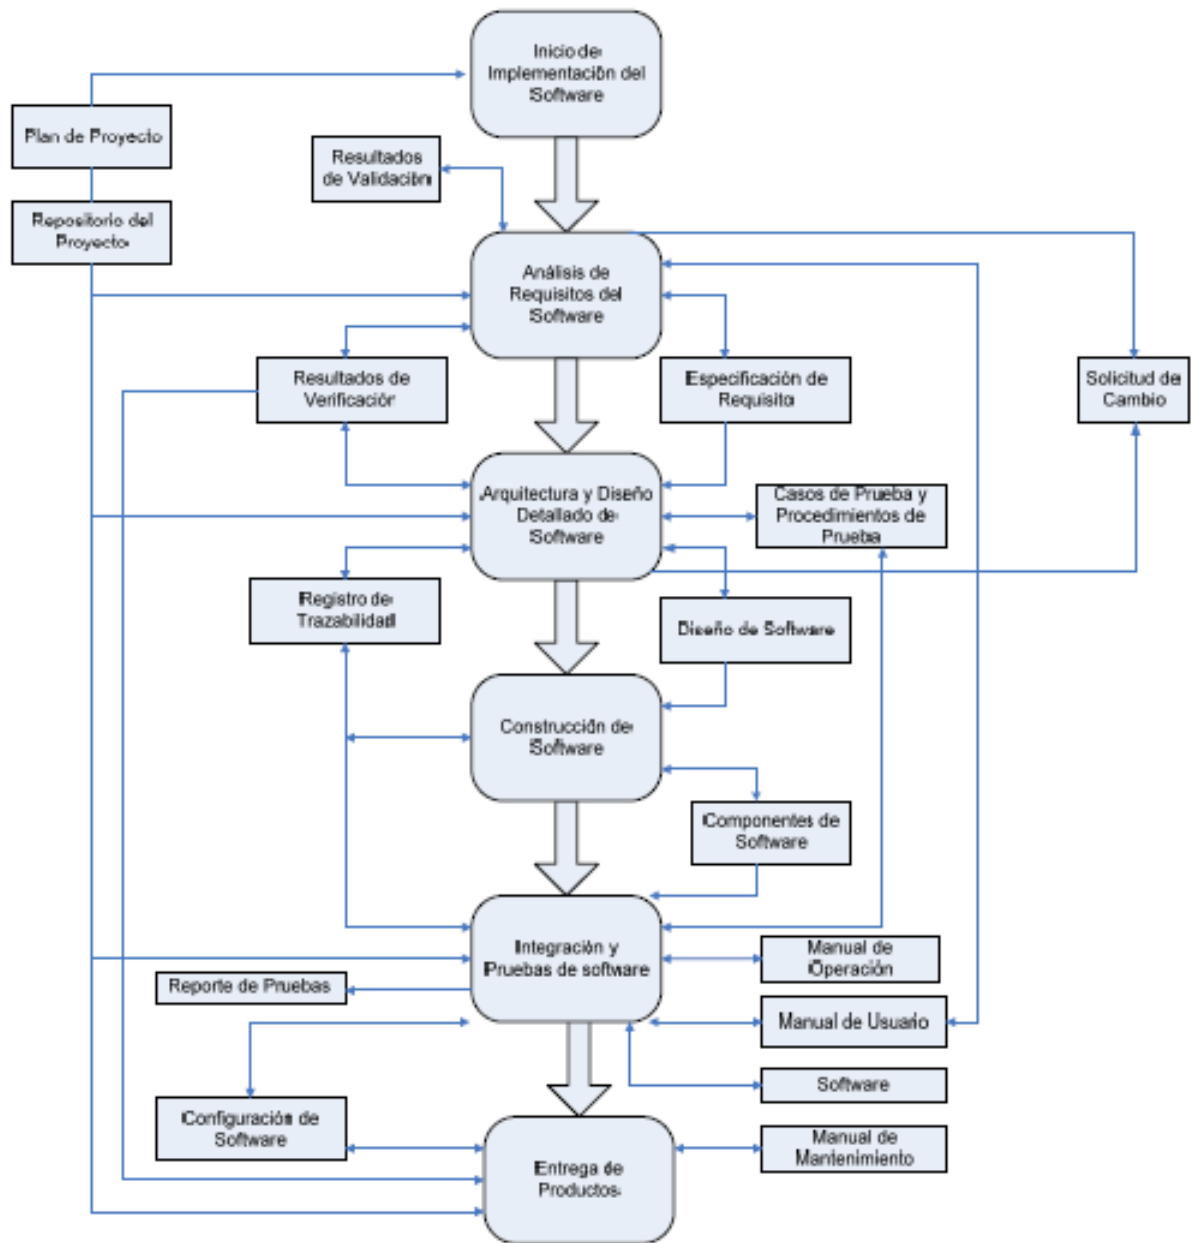 Inicio de
Implementación del
Software
Plan de Proyecto
Resultados
de Validación
Repositorio del
Proyecto
Análisis de
Requisitos del
Software
Resultados de
Verificación
Especificación de
Requisito
Solicitud de
Cambio
Arquitectura y Diseño
Detallado de
Software
Casos de Prueba y
Procedimientos de
Prueba
Registro de
Trazabilidad
Diseño de Software
Construcción de
Software
Componentes de
Software
Integración y
Pruebas de software
Manual de
Operación
Reporte de Pruebas
Manual de Usuario
Software
Configuración de
Software
Manual de
Mantenimiento
Entrega de
Productos